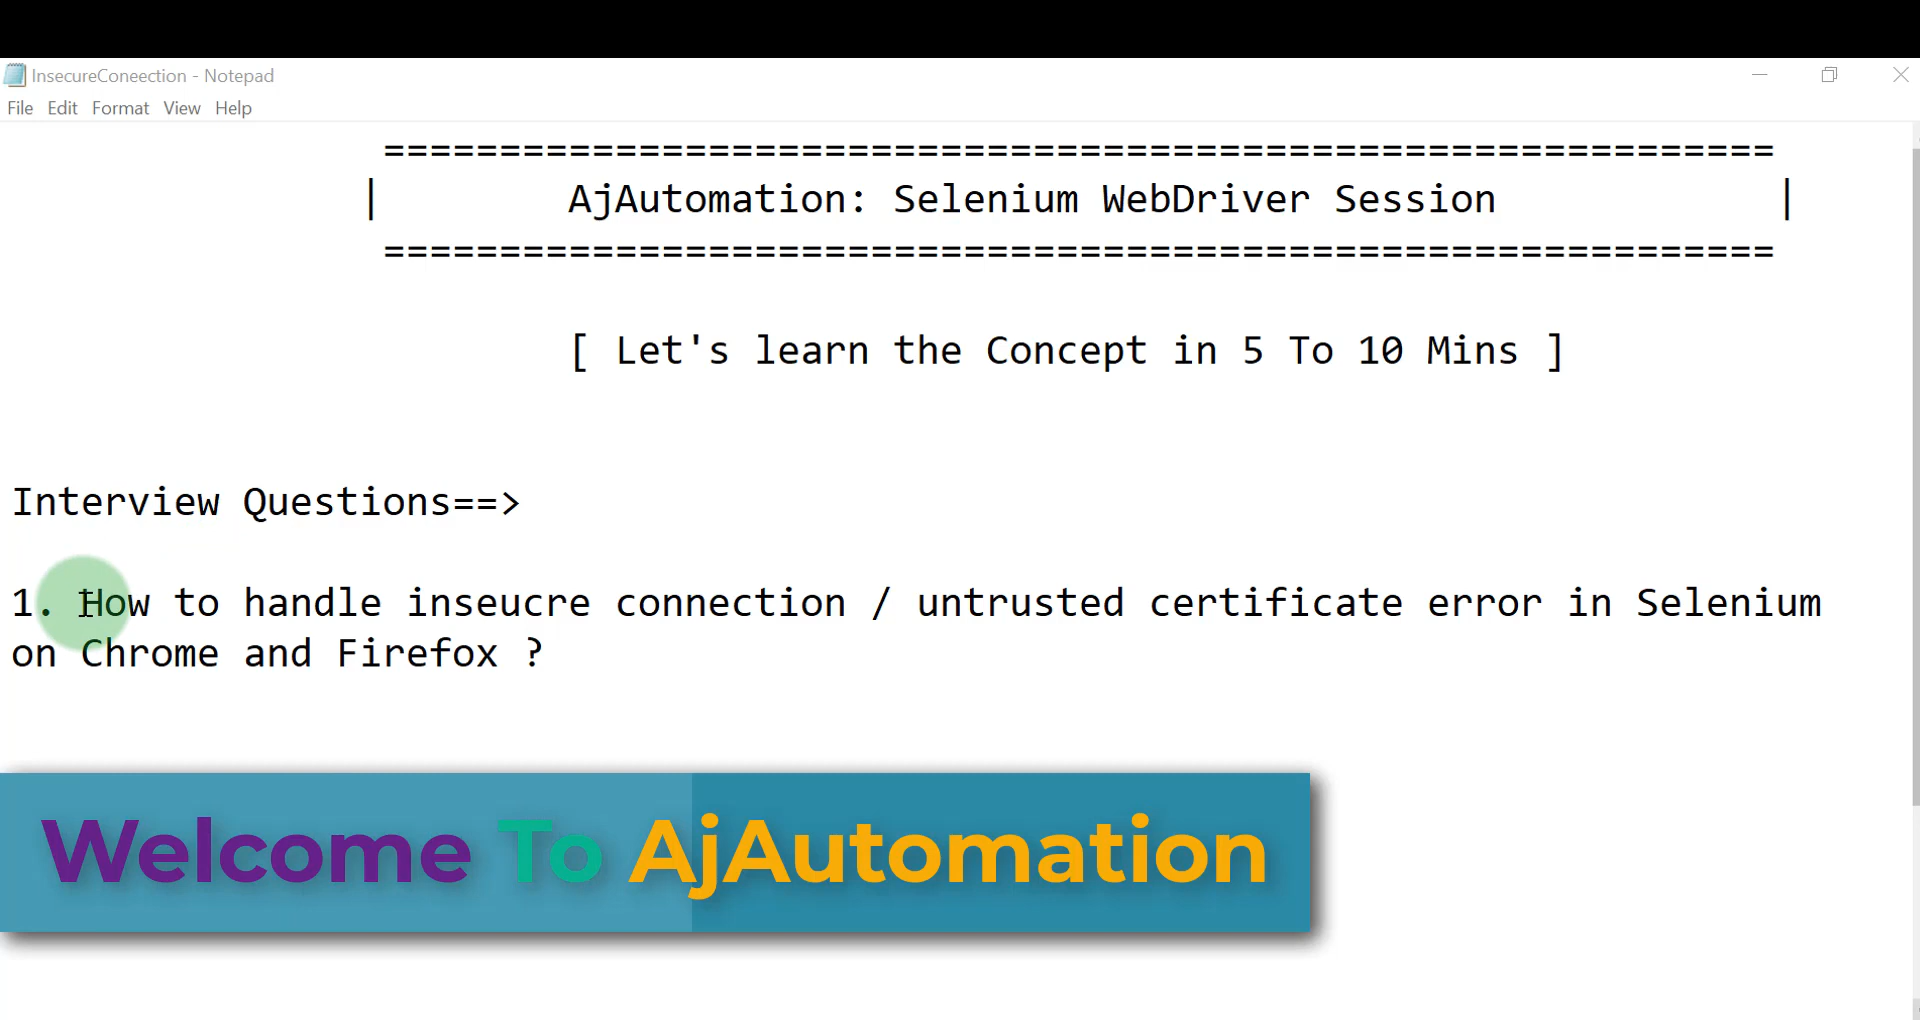 InsecureConeection - Notepad
File Edit Format View Help
============================================================
| AjAutomation: Selenium WebDriver Session |
============================================================
[ Let's learn the Concept in 5 To 10 Mins ]
Interview Questions==>
1. How to handle inseucre connection / untrusted certificate error in Selenium
on Chrome and Firefox ?
Welcome To AjAutomation